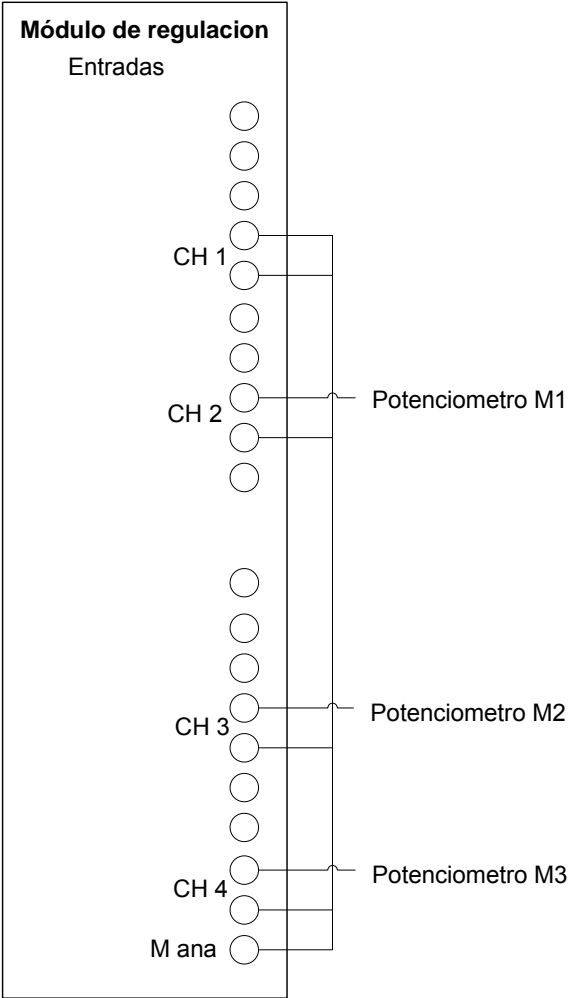 Módulo de regulacion
Entradas
CH 1
CH 2
Potenciometro M1
CH 3
Potenciometro M2
CH 4
Potenciometro M3
M ana